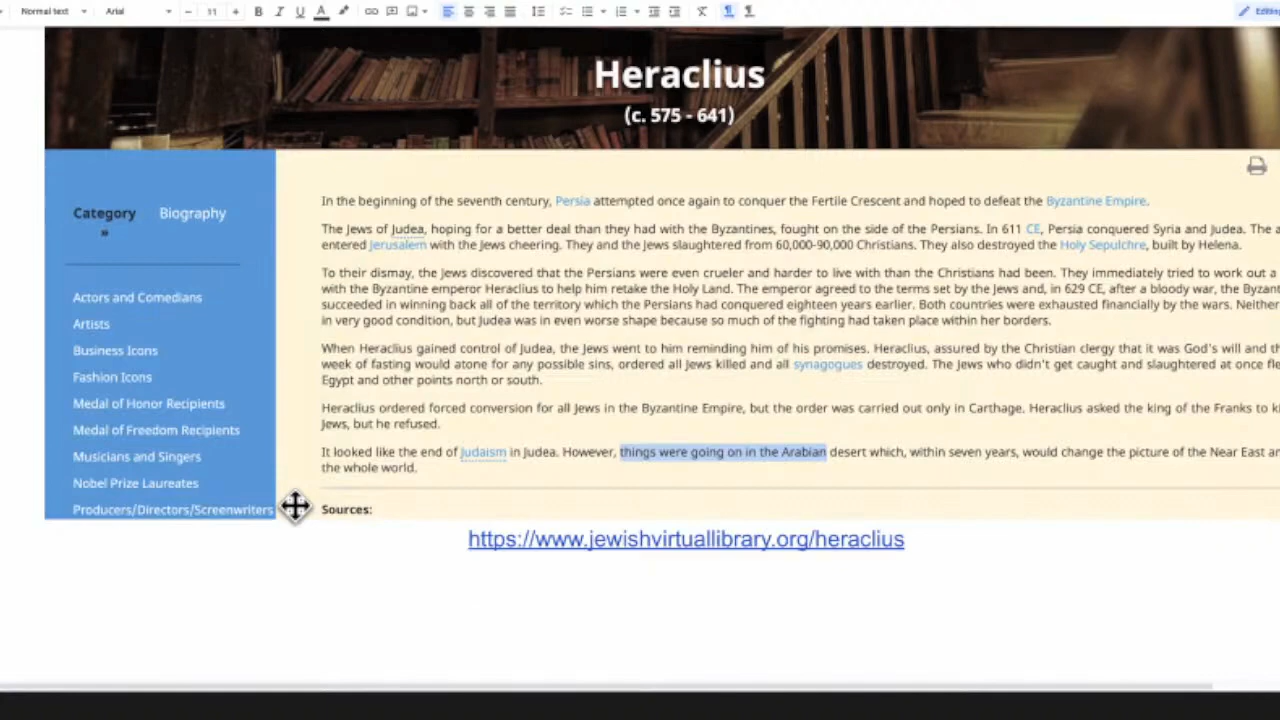 Normal text
Arial
11
Editing
Heraclius
(c. 575 - 641)
Category
»
Biography
Actors and Comedians
Artists
Business Icons
Fashion Icons
Medal of Honor Recipients
Medal of Freedom Recipients
Musicians and Singers
Nobel Prize Laureates
Producers/Directors/Screenwriters
In the beginning of the seventh century, Persia attempted once again to conquer the Fertile Crescent and hoped to defeat the Byzantine Empire.
The Jews of Judea, hoping for a better deal than they had with the Byzantines, fought on the side of the Persians. In 611 CE, Persia conquered Syria and Judea. The a
entered Jerusalem with the Jews cheering. They and the Jews slaughtered from 60,000-90,000 Christians. They also destroyed the Holy Sepulchre, built by Helena.
To their dismay, the Jews discovered that the Persians were even crueler and harder to live with than the Christians had been. They immediately tried to work out a
with the Byzantine emperor Heraclius to help him retake the Holy Land. The emperor agreed to the terms set by the Jews and, in 629 CE, after a bloody war, the Byzant
succeeded in winning back all of the territory which the Persians had conquered eighteen years earlier. Both countries were exhausted financially by the wars. Neither
in very good condition, but Judea was in even worse shape because so much of the fighting had taken place within her borders.
When Heraclius gained control of Judea, the Jews went to him reminding him of his promises. Heraclius, assured by the Christian clergy that it was God's will and th
week of fasting would atone for any possible sins, ordered all Jews killed and all synagogues destroyed. The Jews who didn't get caught and slaughtered at once fle
Egypt and other points north or south.
Heraclius ordered forced conversion for all Jews in the Byzantine Empire, but the order was carried out only in Carthage. Heraclius asked the king of the Franks to ki
Jews, but he refused.
It looked like the end of Judaism in Judea. However, things were going on in the Arabian desert which, within seven years, would change the picture of the Near East an
the whole world.
Sources:
https://www.jewishvirtuallibrary.org/heraclius